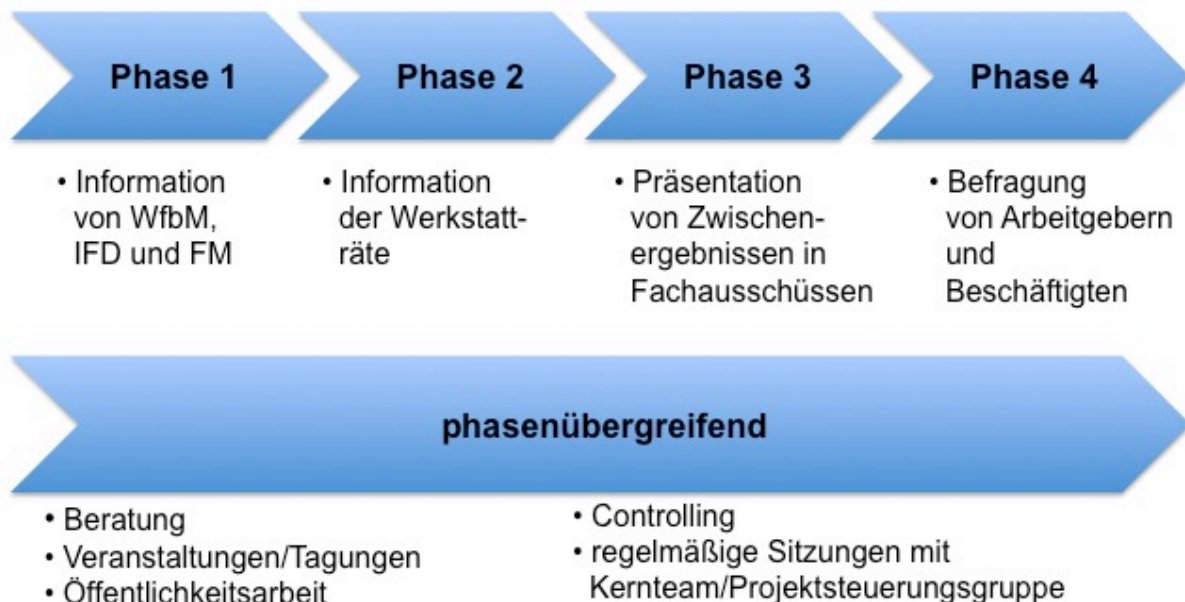 Phase 1
Phase 2
Phase 3
Phase 4
• Information
von WfbM,
IFD und FM
• Information
der Werkstatt-
räte
• Präsentation
von Zwischen-
ergebnissen in
Fachausschüssen
• Befragung
von Arbeitgebern
und
Beschäftigten
phasenübergreifend
• Beratung
• Veranstaltungen/Tagungen
• Öffentlichkeitsarbeit
• Controlling
• regelmäßige Sitzungen mit
Kernteam/Projektsteuerungsgruppe